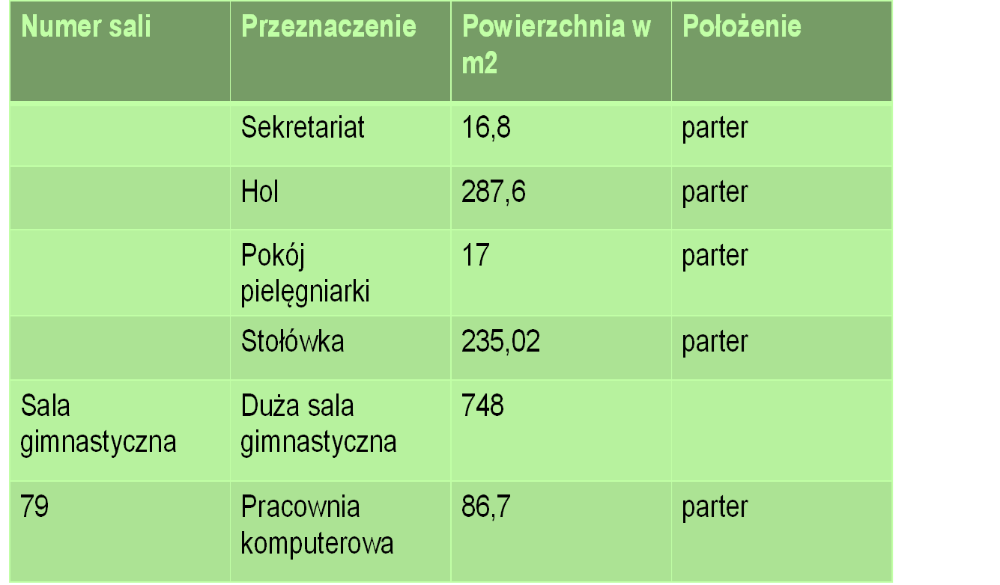 Numer sali Przeznaczenie Powierzchnia w m2 Położenie
Sekretariat 16,8 parter
Hol 287,6 parter
Pokój pielęgniarki 17 parter
Stołówka 235,02 parter
Sala gimnastyczna Duża sala gimnastyczna 748
79 Pracownia komputerowa 86,7 parter